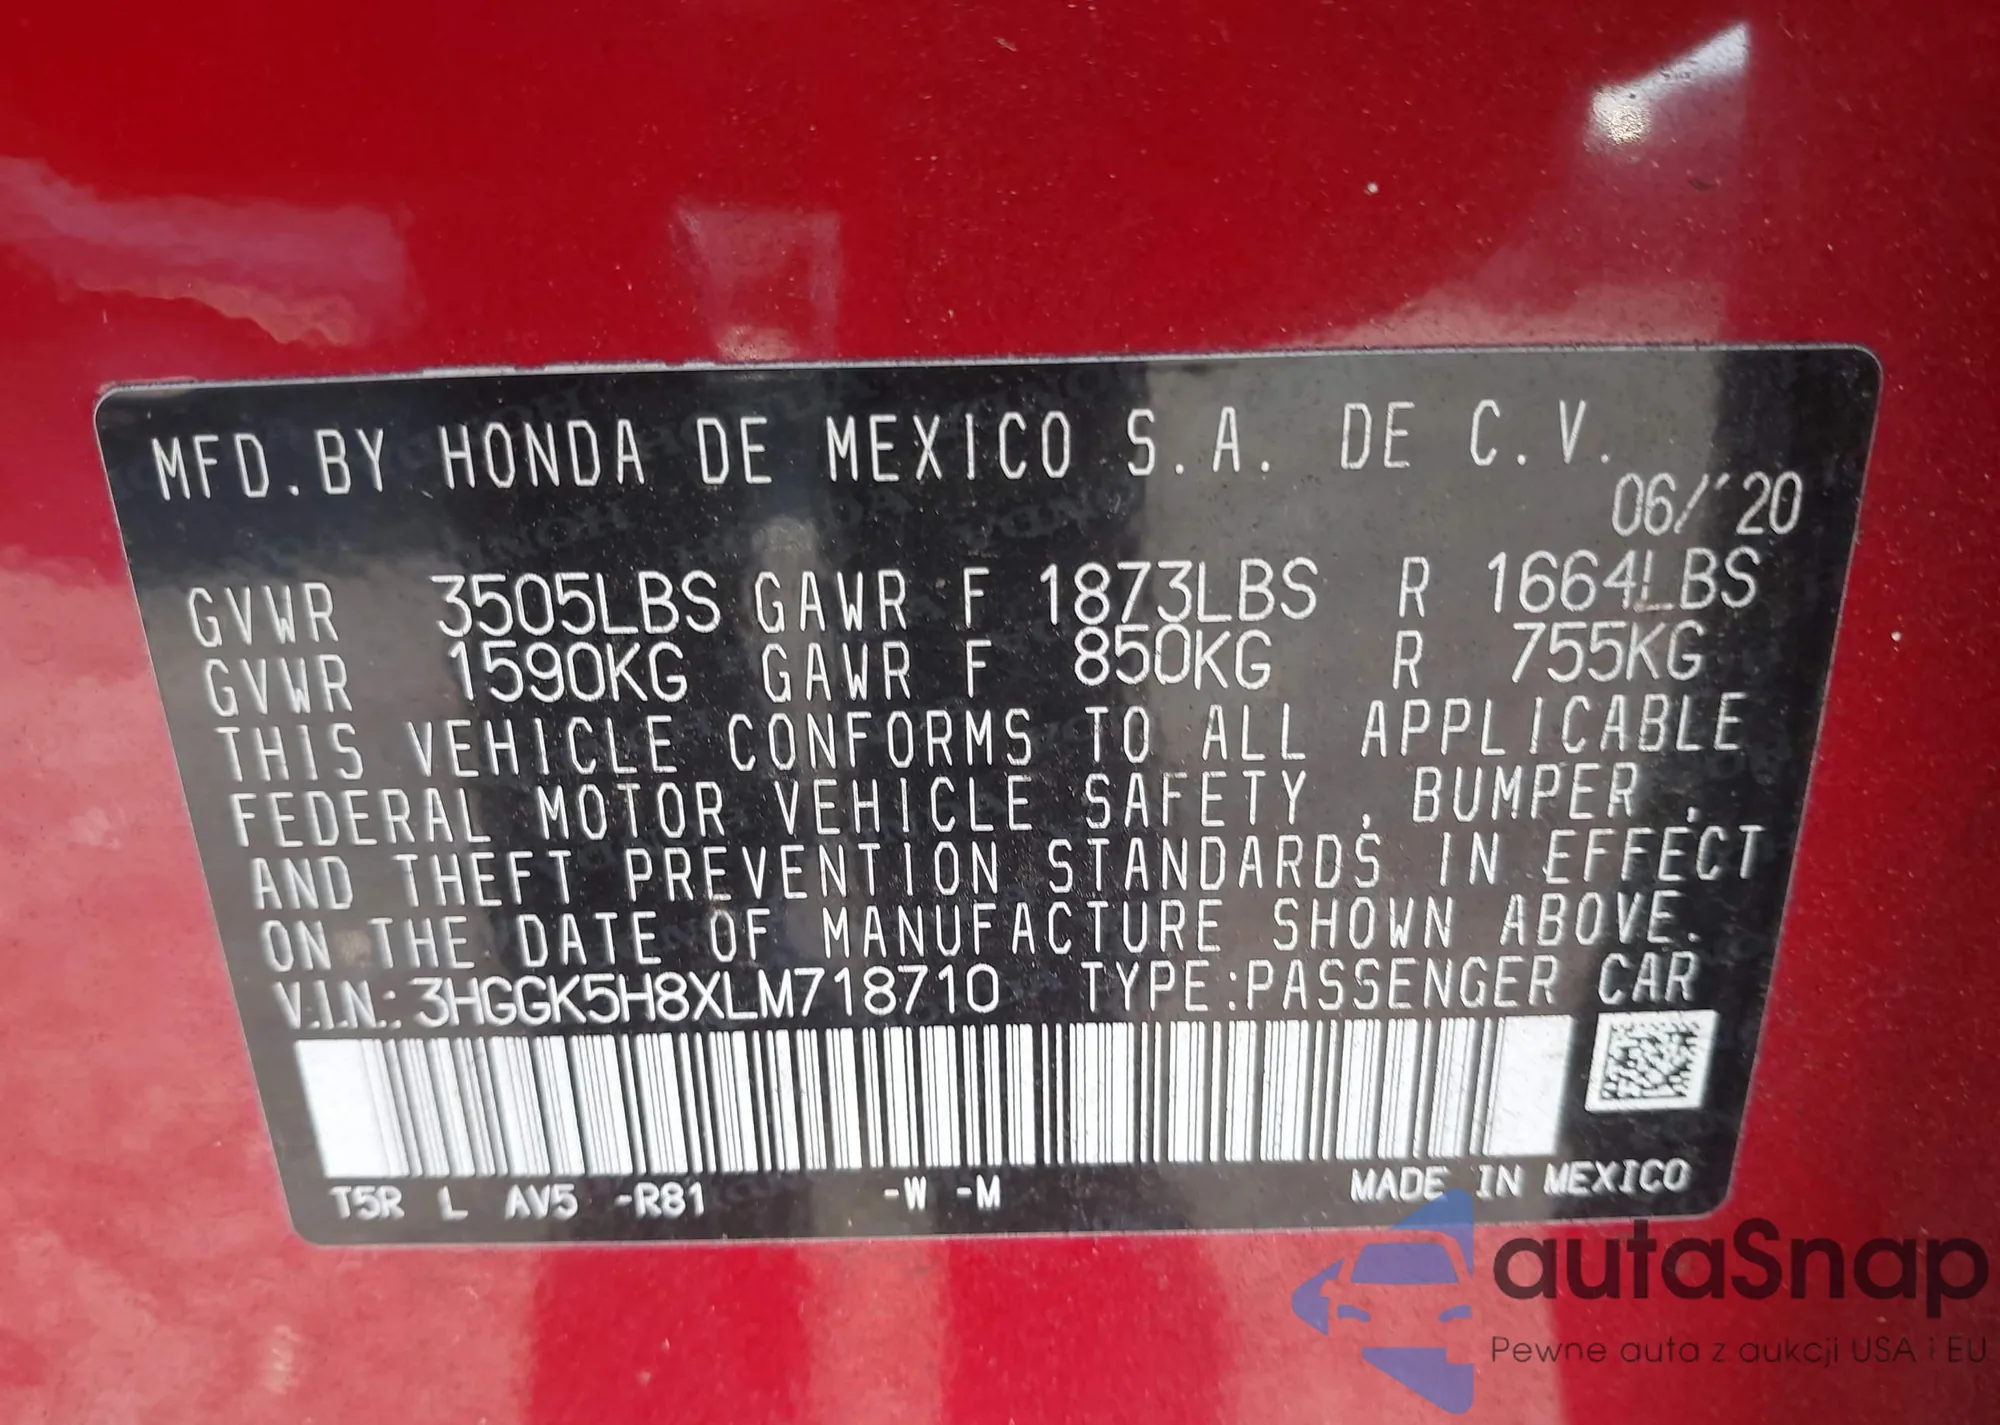 MFD. BY HONDA DE MEXICO S.A. DE C.V.
06/'20
GVWR 3505LBS GAWR F 1873LBS R 1664LBS
GVWR 1590KG GAWR F 850KG R 755KG
THIS VEHICLE CONFORMS TO ALL APPLICABLE
FEDERAL MOTOR VEHICLE SAFETY, BUMPER,
AND THEFT PREVENTION STANDARDS IN EFFECT
ON THE DATE OF MANUFACTURE SHOWN ABOVE.
V.I.N.: 3HGGK5H8XLM718710 TYPE:PASSENGER CAR
T5R L AV5 -R81 -W -M MADE IN MEXICO
autaSnap
Pewne auta z aukcji USA i EU